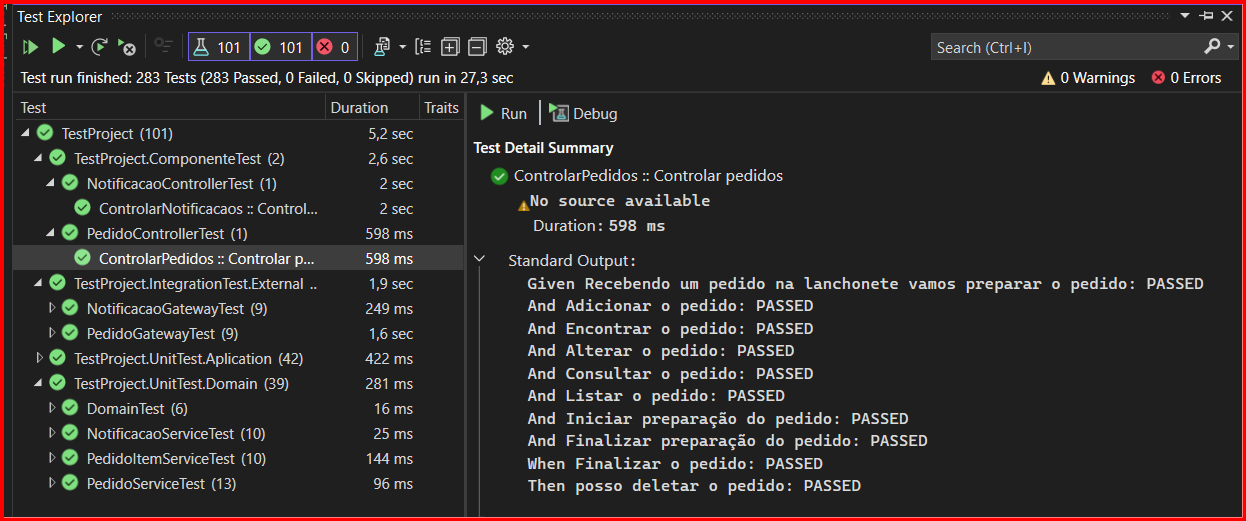 Test Explorer
101 101 0
Search (Ctrl+I)
Test run finished: 283 Tests (283 Passed, 0 Failed, 0 Skipped) run in 27,3 sec
0 Warnings 0 Errors
Test Duration Traits
TestProject (101) 5,2 sec
TestProject.ComponenteTest (2) 2,6 sec
NotificacaoControllerTest (1) 2 sec
ControlarNotificacaos :: Control... 2 sec
PedidoControllerTest (1) 598 ms
ControlarPedidos :: Controlar p... 598 ms
TestProject.IntegrationTest.External .. 1,9 sec
NotificacaoGatewayTest (9) 249 ms
PedidoGatewayTest (9) 1,6 sec
TestProject.UnitTest.Aplication (42) 422 ms
TestProject.UnitTest.Domain (39) 281 ms
DomainTest (6) 16 ms
NotificacaoServiceTest (10) 25 ms
PedidoItemServiceTest (10) 144 ms
PedidoServiceTest (13) 96 ms
Run Debug
Test Detail Summary
ControlarPedidos :: Controlar pedidos
No source available
Duration: 598 ms
Standard Output:
Given Recebendo um pedido na lanchonete vamos preparar o pedido: PASSED
And Adicionar o pedido: PASSED
And Encontrar o pedido: PASSED
And Alterar o pedido: PASSED
And Consultar o pedido: PASSED
And Listar o pedido: PASSED
And Iniciar preparação do pedido: PASSED
And Finalizar preparação do pedido: PASSED
When Finalizar o pedido: PASSED
Then posso deletar o pedido: PASSED